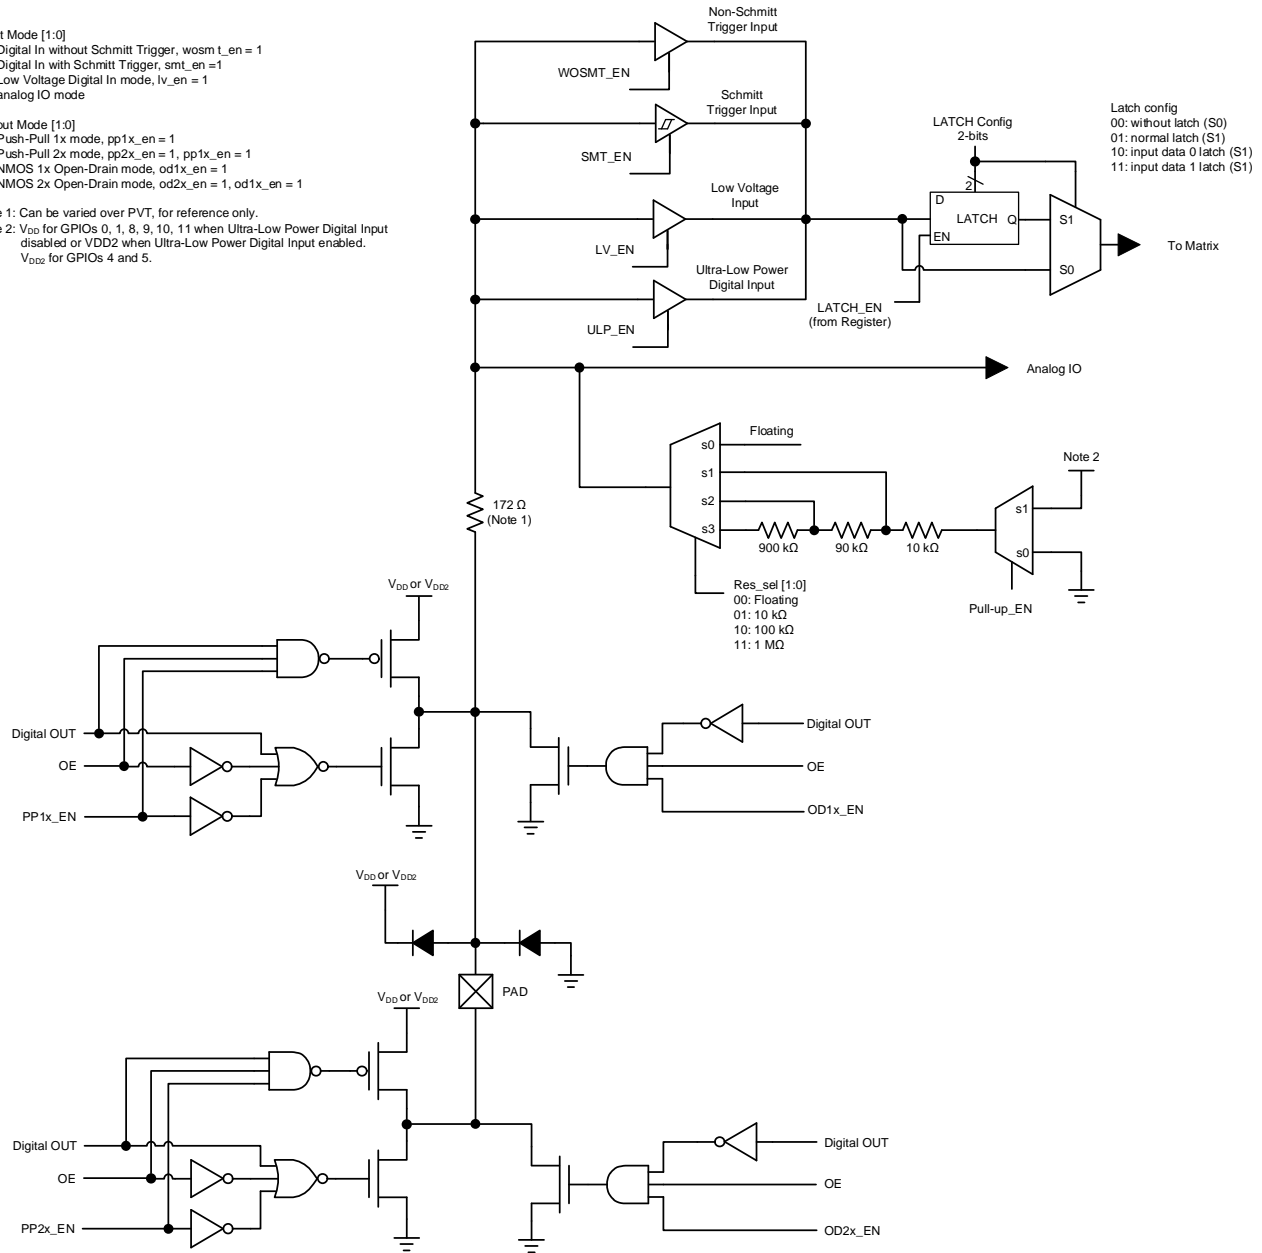 t Mode [1:0]
Digital In without Schmitt Trigger, wosm t_en = 1
Digital In with Schmitt Trigger, smt_en =1
Low Voltage Digital In mode, lv_en = 1
analog IO mode
out Mode [1:0]
Push-Pull 1x mode, pp1x_en = 1
Push-Pull 2x mode, pp2x_en = 1, pp1x_en = 1
NMOS 1x Open-Drain mode, od1x_en = 1
NMOS 2x Open-Drain mode, od2x_en = 1, od1x_en = 1
e 1: Can be varied over PVT, for reference only.
e 2: VDD for GPIOs 0, 1, 8, 9, 10, 11 when Ultra-Low Power Digital Input
disabled or VDD2 when Ultra-Low Power Digital Input enabled.
VDD2 for GPIOs 4 and 5.
Non-Schmitt
Trigger Input
WOSMT_EN
Schmitt
Trigger Input
SMT_EN
Low Voltage
Input
LV_EN
Ultra-Low Power
Digital Input
ULP_EN
LATCH Config
2-bits
2
D
LATCH
Q
EN
S1
S0
LATCH_EN
(from Register)
To Matrix
Latch config
00: without latch (S0)
01: normal latch (S1)
10: input data 0 latch (S1)
11: input data 1 latch (S1)
Analog IO
s0
Floating
s1
s2
s3
900 kΩ
90 kΩ
10 kΩ
Note 2
s1
s0
Pull-up_EN
Res_sel [1:0]
00: Floating
01: 10 kΩ
10: 100 kΩ
11: 1 MΩ
172 Ω
(Note 1)
VDD or VDD2
Digital OUT
OE
PP1x_EN
Digital OUT
OE
OD1x_EN
VDD or VDD2
PAD
VDD or VDD2
Digital OUT
OE
PP2x_EN
Digital OUT
OE
OD2x_EN